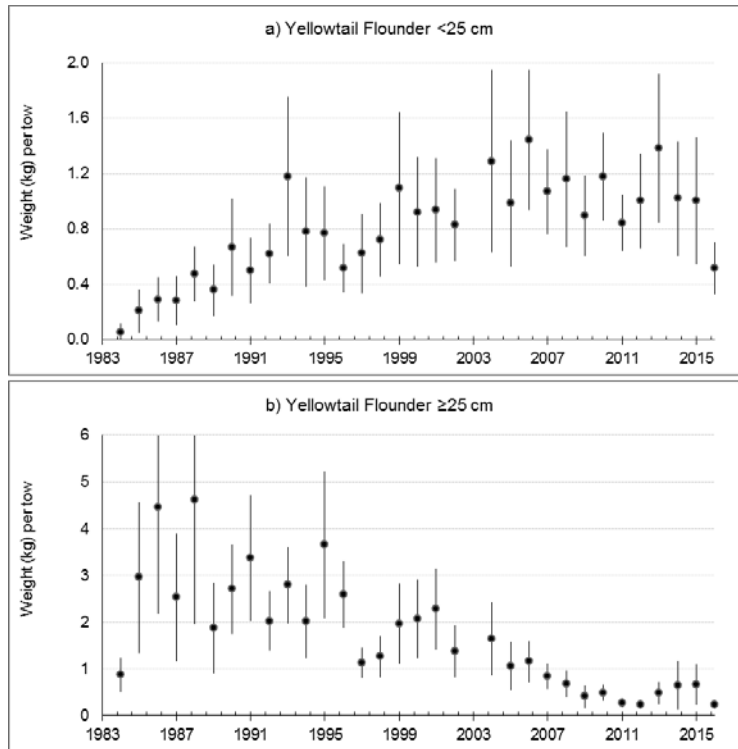 a) Yellowtail Flounder <25 cm
Weight (kg) per tow
2.0
1.6
1.2
0.8
0.4
0.0
1983 1987 1991 1995 1999 2003 2007 2011 2015
b) Yellowtail Flounder ≥25 cm
Weight (kg) per tow
6
5
4
3
2
1
0
1983 1987 1991 1995 1999 2003 2007 2011 2015